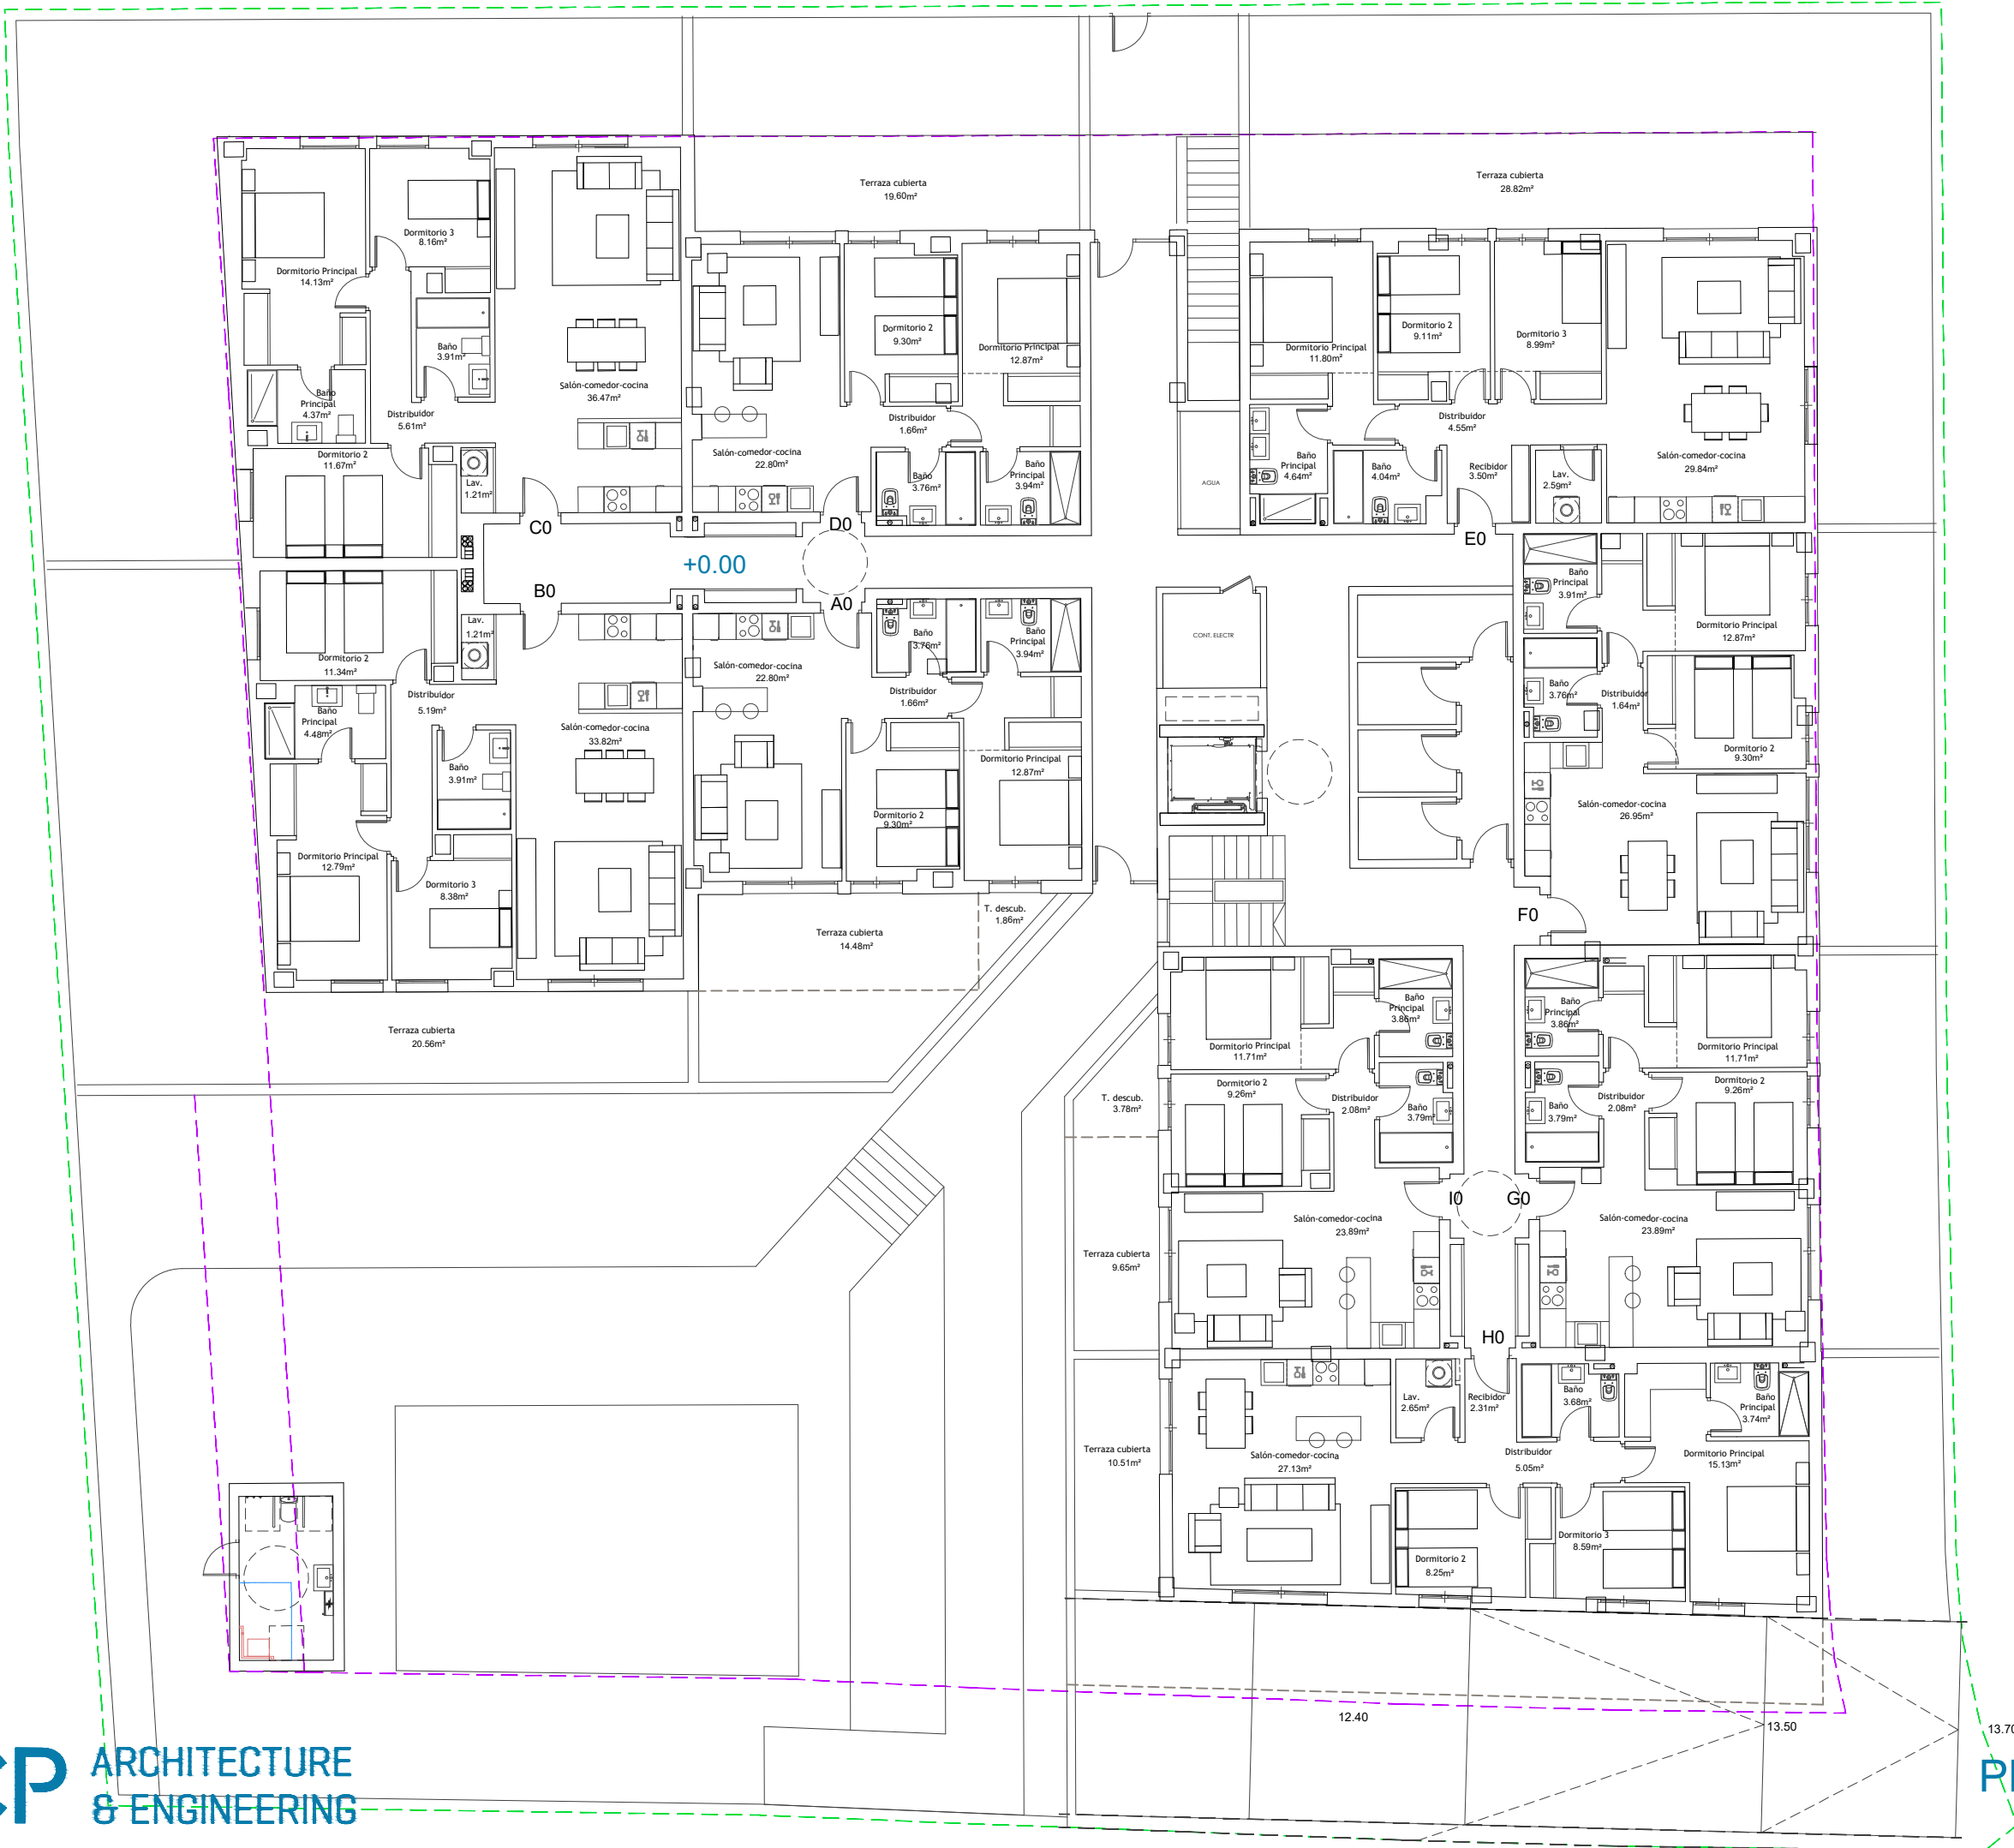 Terraza cubierta
19.60m²
Terraza cubierta
28.82m²
Dormitorio 3
8.16m²
Dormitorio Principal
14.13m²
Baño
3.91m²
Salón-comedor-cocina
36.47m²
Baño
Principal
4.37m²
Distribuidor
5.61m²
Dormitorio 2
11.67m²
Lav.
1.21m²
C0
Dormitorio 2
9.30m²
Dormitorio Principal
12.87m²
Distribuidor
1.66m²
Salón-comedor-cocina
22.80m²
Baño
3.76m²
Baño
Principal
3.94m²
D0
AGUA
Dormitorio Principal
11.80m²
Dormitorio 2
9.11m²
Dormitorio 3
8.99m²
Distribuidor
4.55m²
Baño
Principal
4.64m²
Baño
4.04m²
Recibidor
3.50m²
Lav.
2.59m²
Salón-comedor-cocina
29.84m²
E0
+0.00
B0
A0
Lav.
1.21m²
Dormitorio 2
11.34m²
Distribuidor
5.19m²
Baño
Principal
4.48m²
Salón-comedor-cocina
33.82m²
Baño
3.91m²
Dormitorio Principal
12.79m²
Dormitorio 3
8.38m²
Baño
3.76m²
Baño
Principal
3.94m²
Salón-comedor-cocina
22.80m²
Distribuidor
1.66m²
Dormitorio Principal
12.87m²
Dormitorio 2
9.30m²
T. descub.
1.86m²
Terraza cubierta
14.48m²
Terraza cubierta
20.56m²
CONT. ELECTR
Baño
Principal
3.91m²
Dormitorio Principal
12.87m²
Baño
3.76m²
Distribuidor
1.64m²
Dormitorio 2
9.30m²
Salón-comedor-cocina
26.95m²
F0
Baño
Principal
3.86m²
Dormitorio Principal
11.71m²
Dormitorio 2
9.26m²
Distribuidor
2.08m²
Baño
3.79m²
T. descub.
3.78m²
Baño
Principal
3.86m²
Dormitorio Principal
11.71m²
Dormitorio 2
9.26m²
Distribuidor
2.08m²
Baño
3.79m²
I0
G0
Salón-comedor-cocina
23.89m²
Salón-comedor-cocina
23.89m²
Terraza cubierta
9.65m²
H0
Lav.
2.65m²
Recibidor
2.31m²
Baño
3.68m²
Baño
Principal
3.74m²
Terraza cubierta
10.51m²
Salón-comedor-cocina
27.13m²
Distribuidor
5.05m²
Dormitorio Principal
15.13m²
Dormitorio 3
8.59m²
Dormitorio 2
8.25m²
12.40
13.50
13.70
CP ARCHITECTURE
& ENGINEERING